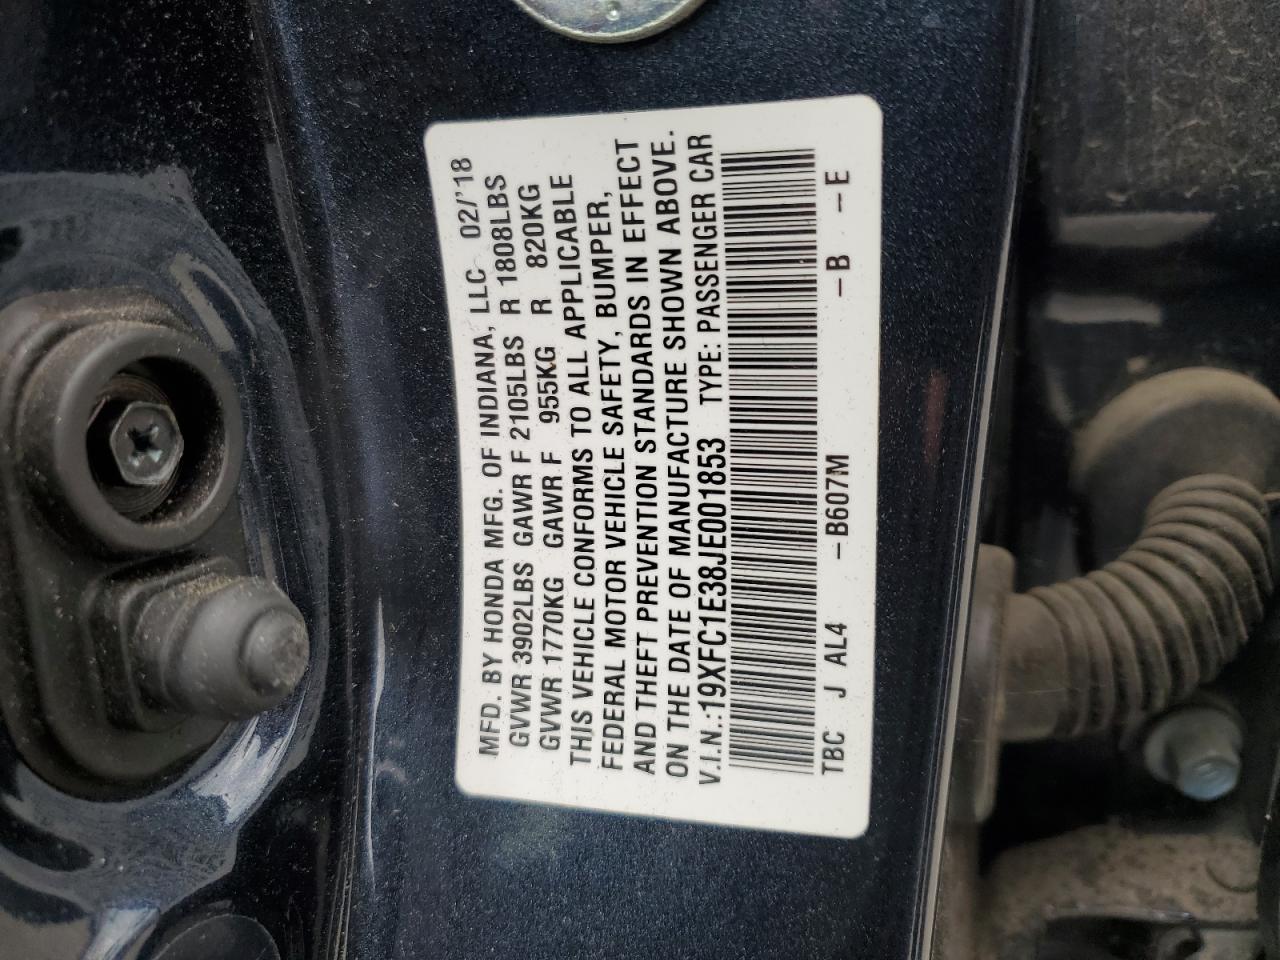 MFD. BY HONDA MFG. OF INDIANA, LLC 02/'18
GVWR 3902LBS GAWR F 2105LBS R 1808LBS
GVWR 1770KG GAWR F 955KG R 820KG
THIS VEHICLE CONFORMS TO ALL APPLICABLE
FEDERAL MOTOR VEHICLE SAFETY, BUMPER,
AND THEFT PREVENTION STANDARDS IN EFFECT
ON THE DATE OF MANUFACTURE SHOWN ABOVE.
V.I.N.:19XFC1E38JE001853 TYPE: PASSENGER CAR
TBC J AL4 –B607M –B –E